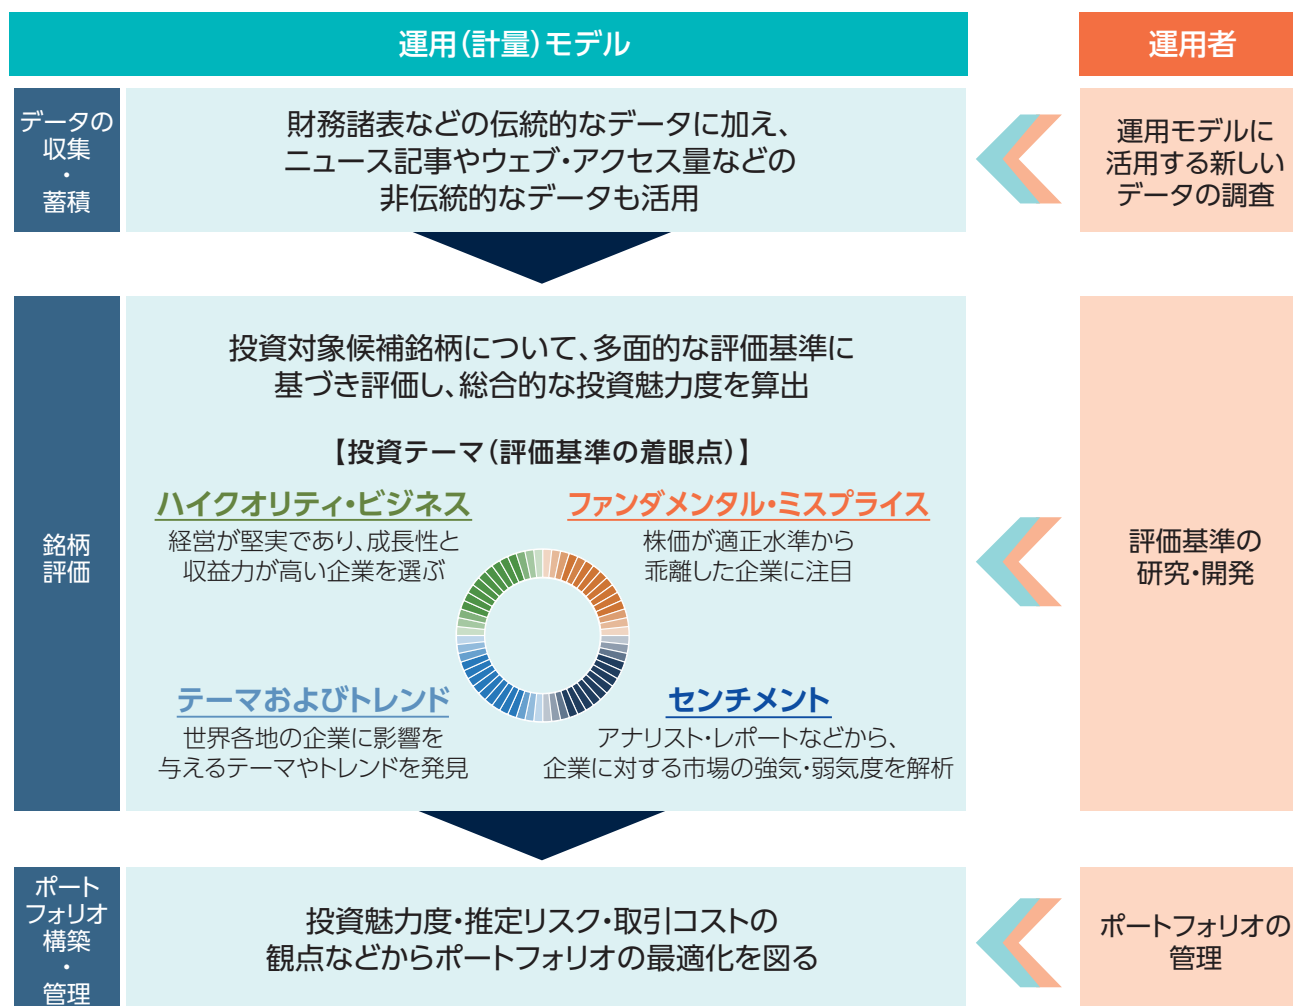 運用(計量)モデル
運用者
データの
収集
・
蓄積
財務諸表などの伝統的なデータに加え、
ニュース記事やウェブ・アクセス量などの
非伝統的なデータも活用
運用モデルに
活用する新しい
データの調査
銘柄
評価
投資対象候補銘柄について、多面的な評価基準に
基づき評価し、総合的な投資魅力度を算出
【投資テーマ(評価基準の着眼点)】
ハイクオリティ・ビジネス
経営が堅実であり、成長性と
収益力が高い企業を選ぶ
ファンダメンタル・ミスプライス
株価が適正水準から
乖離した企業に注目
テーマおよびトレンド
世界各地の企業に影響を
与えるテーマやトレンドを発見
センチメント
アナリスト・レポートなどから、
企業に対する市場の強気・弱気度を解析
評価基準の
研究・開発
ポート
フォリオ
構築
・
管理
投資魅力度・推定リスク・取引コストの
観点などからポートフォリオの最適化を図る
ポートフォリオの
管理